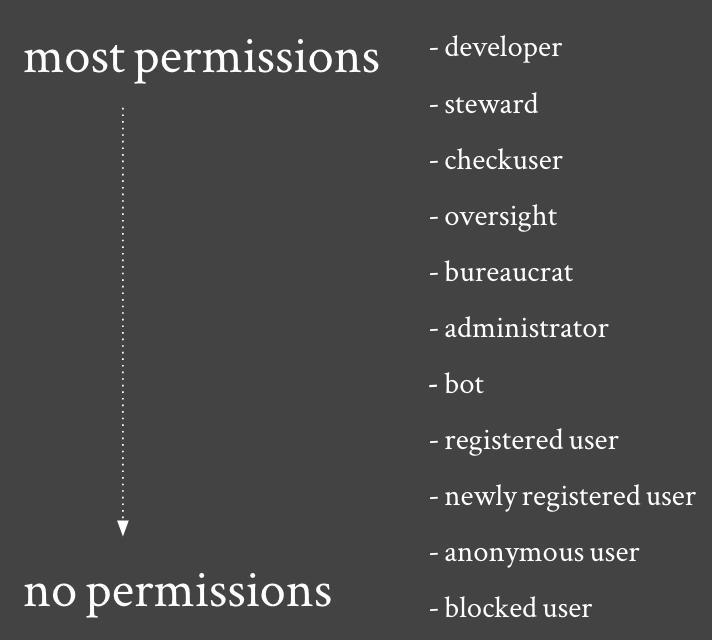 most permissions
no permissions
- developer
- steward
- checkuser
- oversight
- bureaucrat
- administrator
- bot
- registered user
- newly registered user
- anonymous user
- blocked user